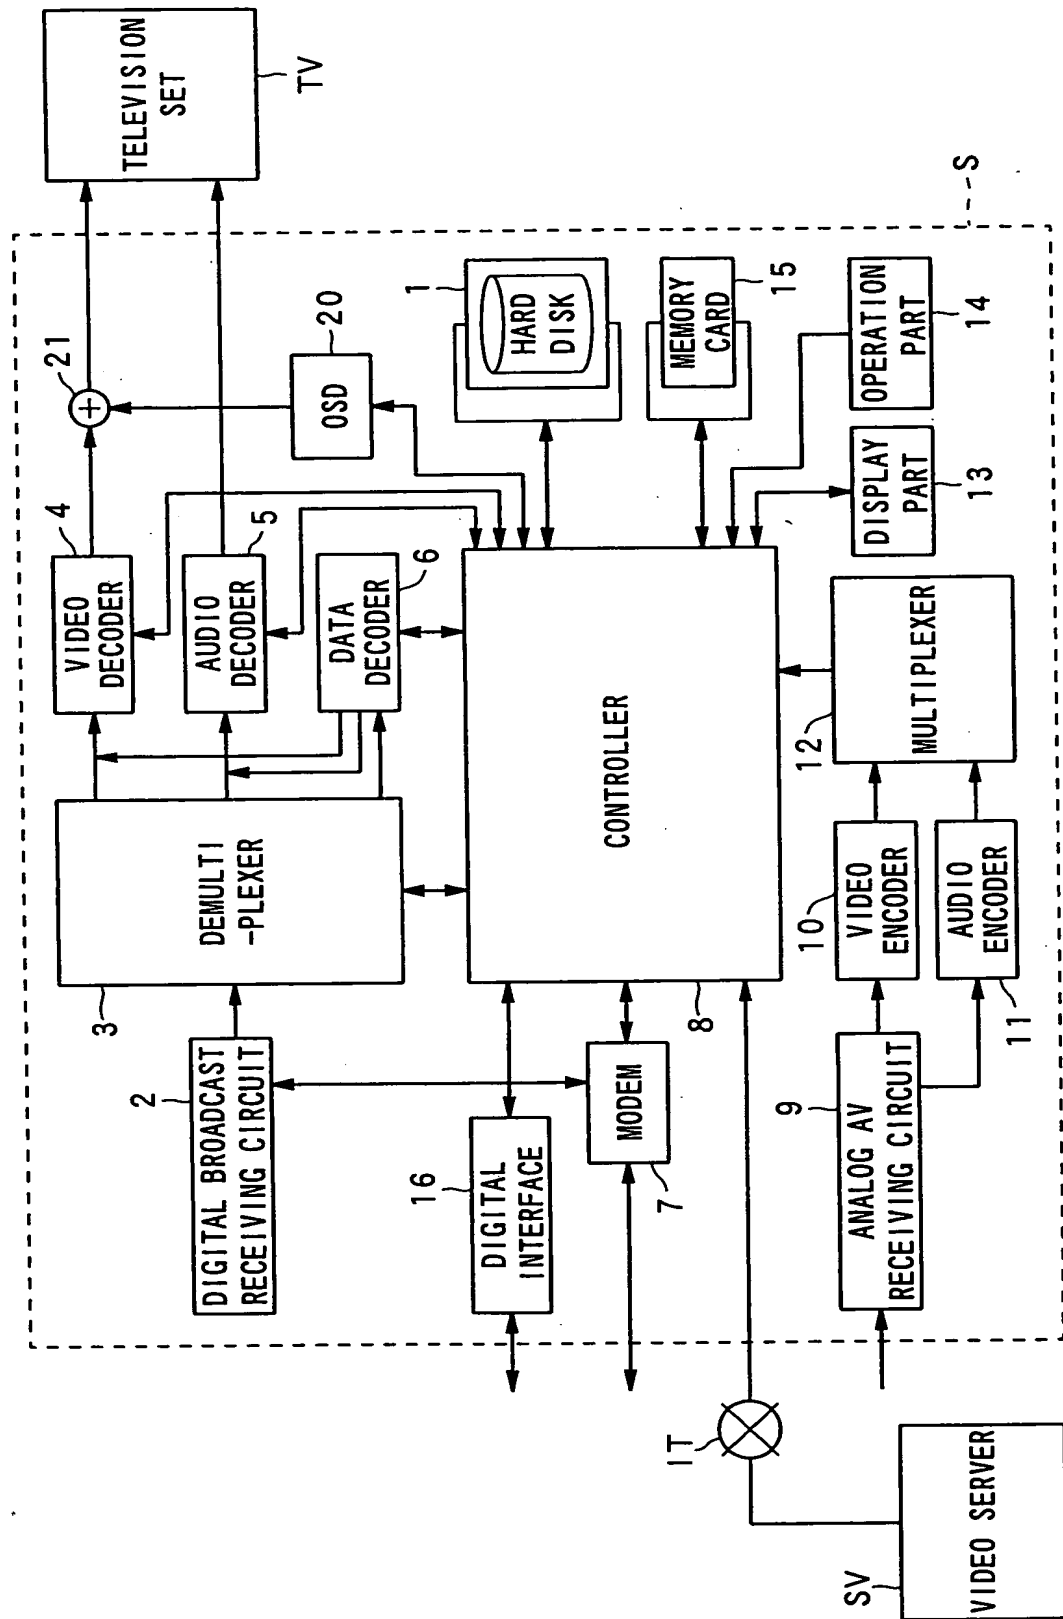 TELEVISION
SET
TV
S
21
20
OSD
1
HARD
DISK
MEMORY
CARD
15
OPERATION
PART
14
4
VIDEO
DECODER
5
AUDIO
DECODER
6
DATA
DECODER
DISPLAY
PART
13
3
DEMULTI
-PLEXER
CONTROLLER
8
12
MULTIPLEXER
2
DIGITAL BROADCAST
RECEIVING CIRCUIT
16
DIGITAL
INTERFACE
MODEM
7
10
VIDEO
ENCODER
AUDIO
ENCODER
11
9
ANALOG AV
RECEIVING CIRCUIT
IT
SV
VIDEO SERVER